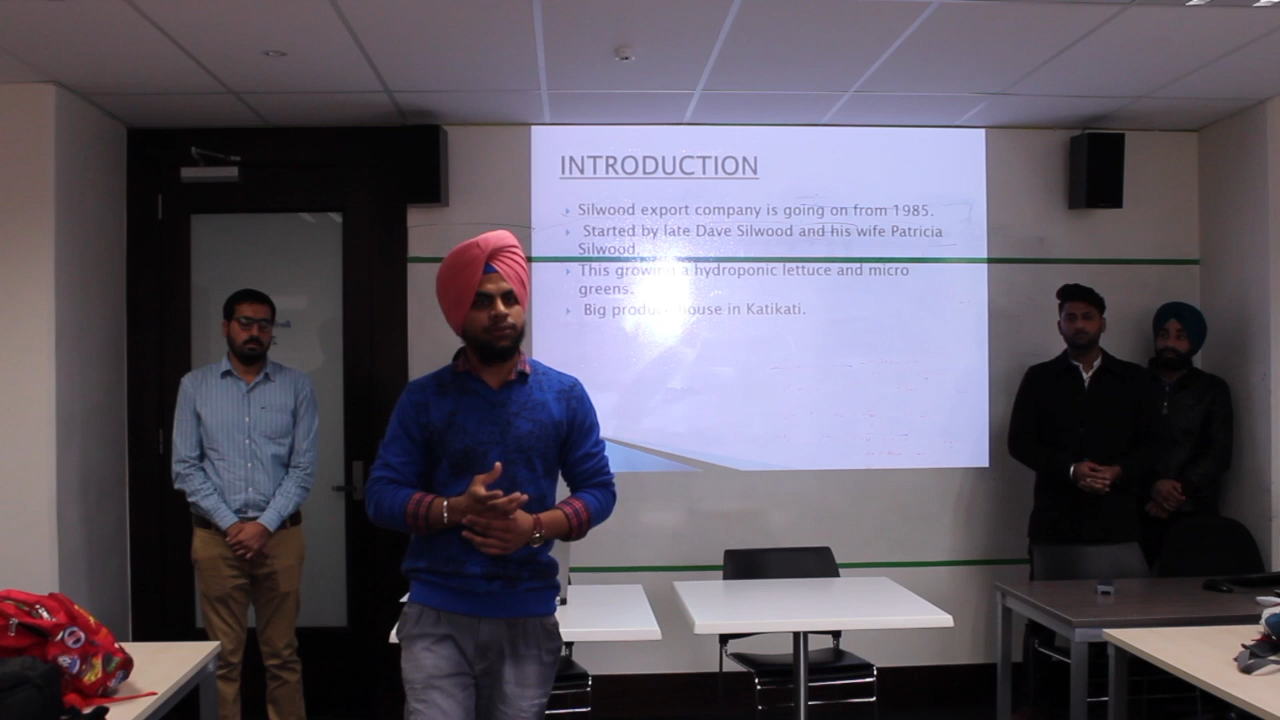 INTRODUCTION
Silwood export company is going on from 1985.
Started by late Dave Silwood and his wife Patricia
Silwood.
This growing a hydroponic lettuce and micro
greens.
Big produce house in Katikati.